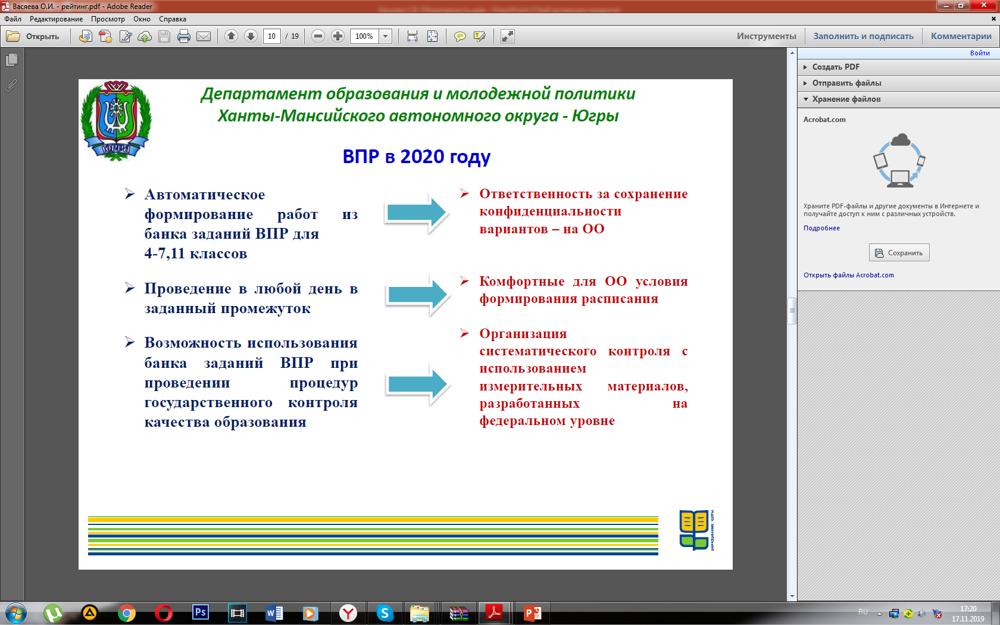 Васяева О.И. - рейтинг.pdf - Adobe Reader
Файл Редактирование Просмотр Окно Справка
Открыть 10 / 19 100% Инструменты Заполнить и подписать Комментарии
Войти
Создать PDF
Отправить файлы
Хранение файлов
Acrobat.com
Храните PDF-файлы и другие документы в Интернете и
получайте доступ к ним с различных устройств.
Подробнее
Сохранить
Открыть файлы Acrobat.com
Департамент образования и молодежной политики
Ханты-Мансийского автономного округа - Югры
ЮГРА
ВПР в 2020 году
Автоматическое
формирование работ из
банка заданий ВПР для
4-7,11 классов
Ответственность за сохранение
конфиденциальности
вариантов – на ОО
Проведение в любой день в
заданный промежуток
Комфортные для ОО условия
формирования расписания
Возможность использования
банка заданий ВПР при
проведении процедур
государственного контроля
качества образования
Организация
систематического контроля с
использованием
измерительных материалов,
разработанных на
федеральном уровне
ОБРАЗОВАНИЕ ЮГРЫ
RU
17:20
17.11.2019